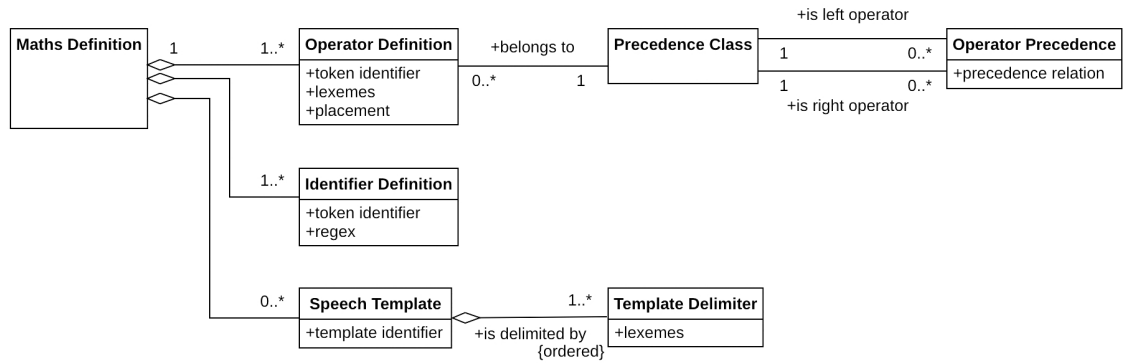 +is left operator
Maths Definition
1
1..*
Operator Definition
+token identifier
+lexemes
+placement
+belongs to
0..*
1
Precedence Class
1
0..*
1
0..*
+is right operator
Operator Precedence
+precedence relation
1..*
Identifier Definition
+token identifier
+regex
0..*
Speech Template
+template identifier
1..*
+is delimited by
{ordered}
Template Delimiter
+lexemes